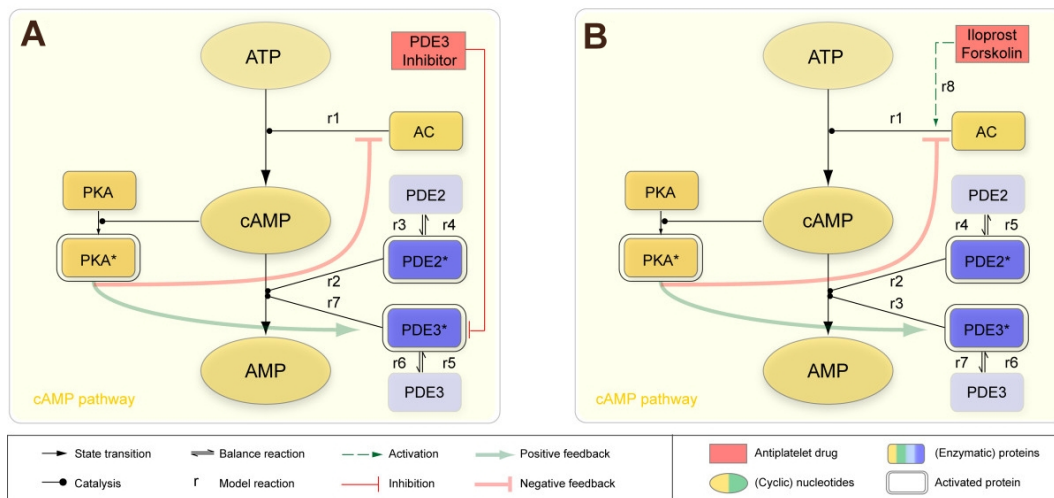 A
ATP
PDE3
Inhibitor
r1
AC
PKA
cAMP
PDE2
r3
r4
PKA*
PDE2*
r2
r7
PDE3*
r6
r5
AMP
PDE3
cAMP pathway
B
ATP
Iloprost
Forskolin
r8
r1
AC
PKA
cAMP
PDE2
r4
r5
PKA*
PDE2*
r2
r3
PDE3*
r7
r6
AMP
PDE3
cAMP pathway
State transition
Balance reaction
Activation
Positive feedback
Catalysis
r Model reaction
Inhibition
Negative feedback
Antiplatelet drug
(Enzymatic) proteins
(Cyclic) nucleotides
Activated protein